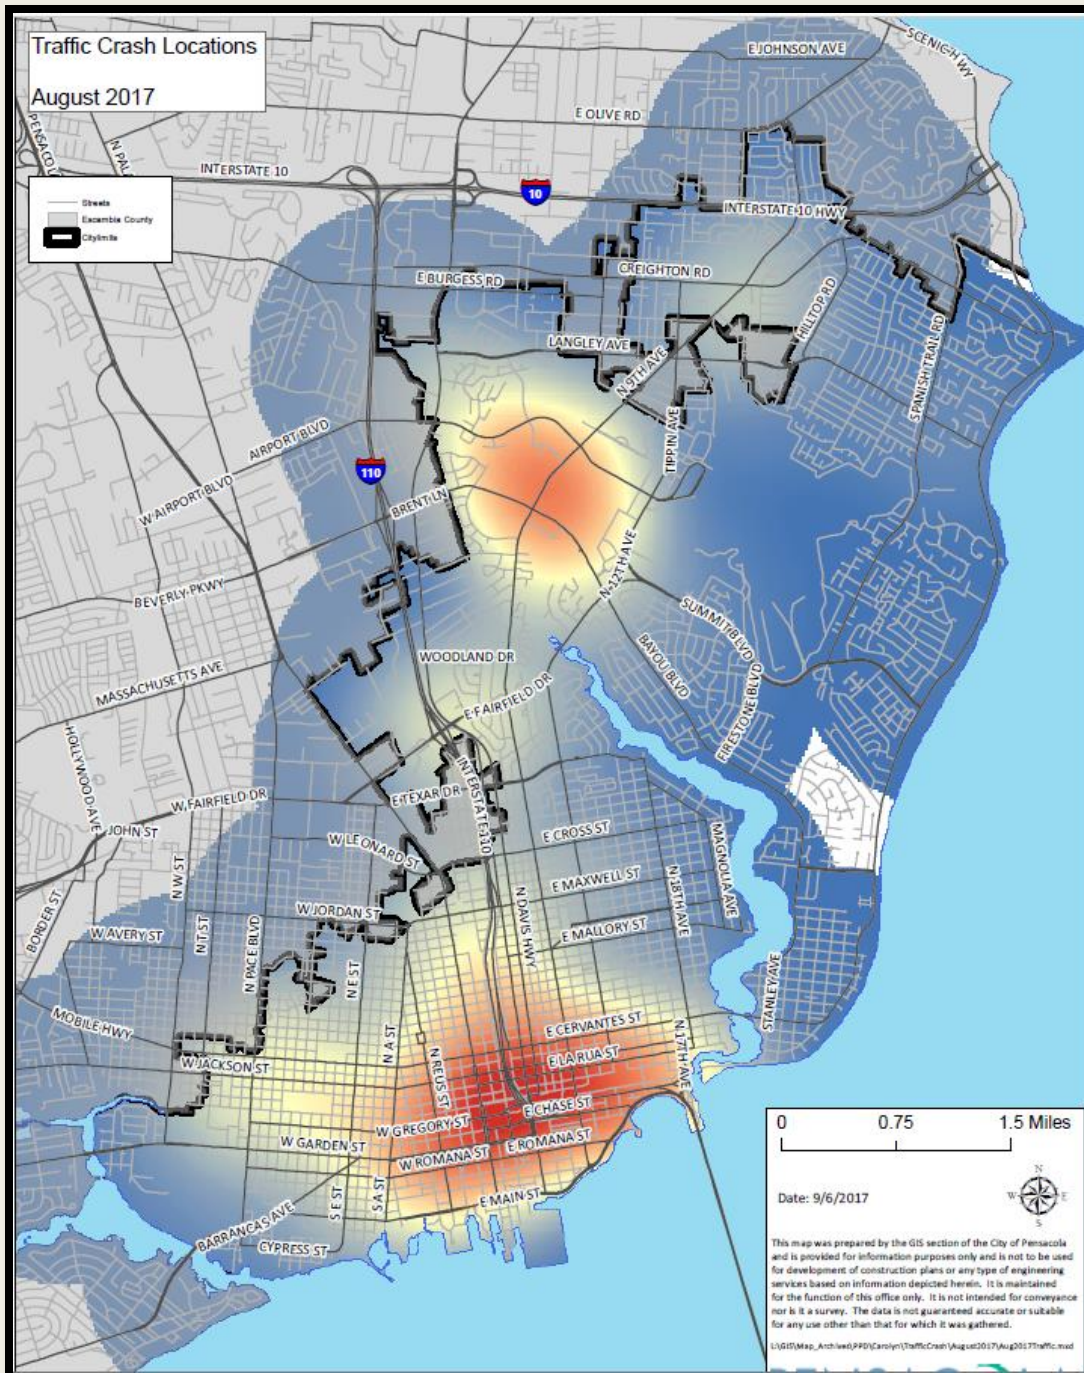 Traffic Crash Locations
August 2017
E JOHNSON AVE
SCENIC HWY
E OLIVE RD
PENSACOL
N PAL
INTERSTATE 10
10
Streets
Escambia County
Citylimits
INTERSTATE 10 HWY
E BURGESS RD
CREIGHTON RD
HILLTOP RD
LANGLEY AVE
N 9TH AVE
SPANISH TRAIL RD
TIPPIN AVE
AIRPORT BLVD
110
W AIRPORT BLVD
BRENT LN
BEVERLY PKWY
N 12TH AVE
SUMMIT BLVD
BAYOU BLVD
WOODLAND DR
MASSACHUSETTS AVE
E FAIRFIELD DR
FIRESTONE BLVD
HOLLYWOOD AVE
INTERSTATE 110
E TEXAR DR
W FAIRFIELD DR
JOHN ST
W LEONARD ST
E CROSS ST
MAGNOLIA AVE
N W ST
E MAXWELL ST
N 18TH AVE
BORDER ST
W JORDAN ST
N DAVIS HWY
N T ST
N PACE BLVD
W AVERY ST
E MALLORY ST
N E ST
STANLEY AVE
MOBILE HWY
E CERVANTES ST
N A ST
N 17TH AVE
W JACKSON ST
N REUS ST
E LA RUA ST
E CHASE ST
W GREGORY ST
W GARDEN ST
E ROMANA ST
W ROMANA ST
S E ST
S A ST
E MAIN ST
BARRANCAS AVE
CYPRESS ST
0 0.75 1.5 Miles
N
W E
S
Date: 9/6/2017
This map was prepared by the GIS section of the City of Pensacola
and is provided for information purposes only and is not to be used
for development of construction plans or any type of engineering
services based on information depicted herein. It is maintained
for the function of this office only. It is not intended for conveyance
nor is it a survey. The data is not guaranteed accurate or suitable
for any use other than that for which it was gathered.
L:\GIS\Map_Archived\PPD\Carolyn\TrafficCrash\August2017\Aug2017Traffic.mxd